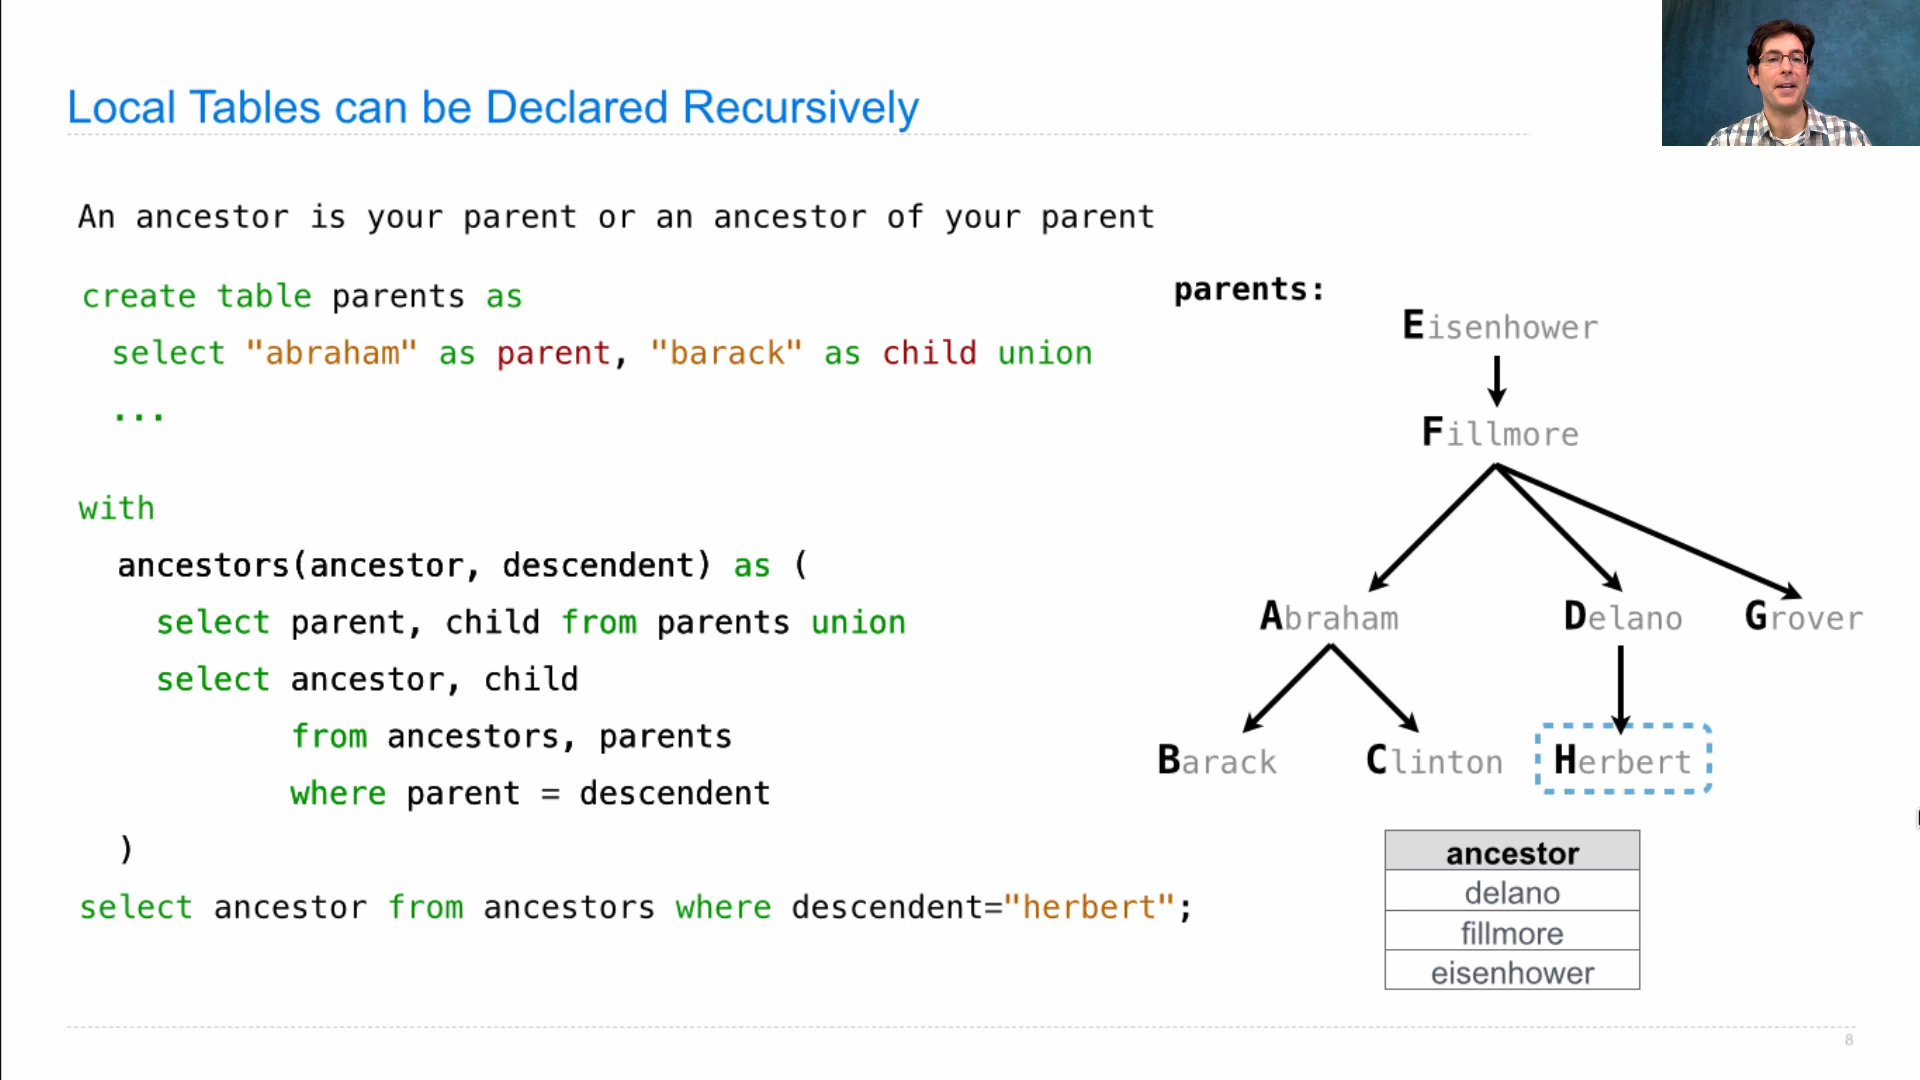 Local Tables can be Declared Recursively
An ancestor is your parent or an ancestor of your parent
create table parents as
select "abraham" as parent, "barack" as child union
...
with
ancestors(ancestor, descendent) as (
select parent, child from parents union
select ancestor, child
from ancestors, parents
where parent = descendent
)
select ancestor from ancestors where descendent="herbert";
parents:
Eisenhower
Fillmore
Abraham Delano Grover
Barack Clinton Herbert
ancestor
delano
fillmore
eisenhower
8